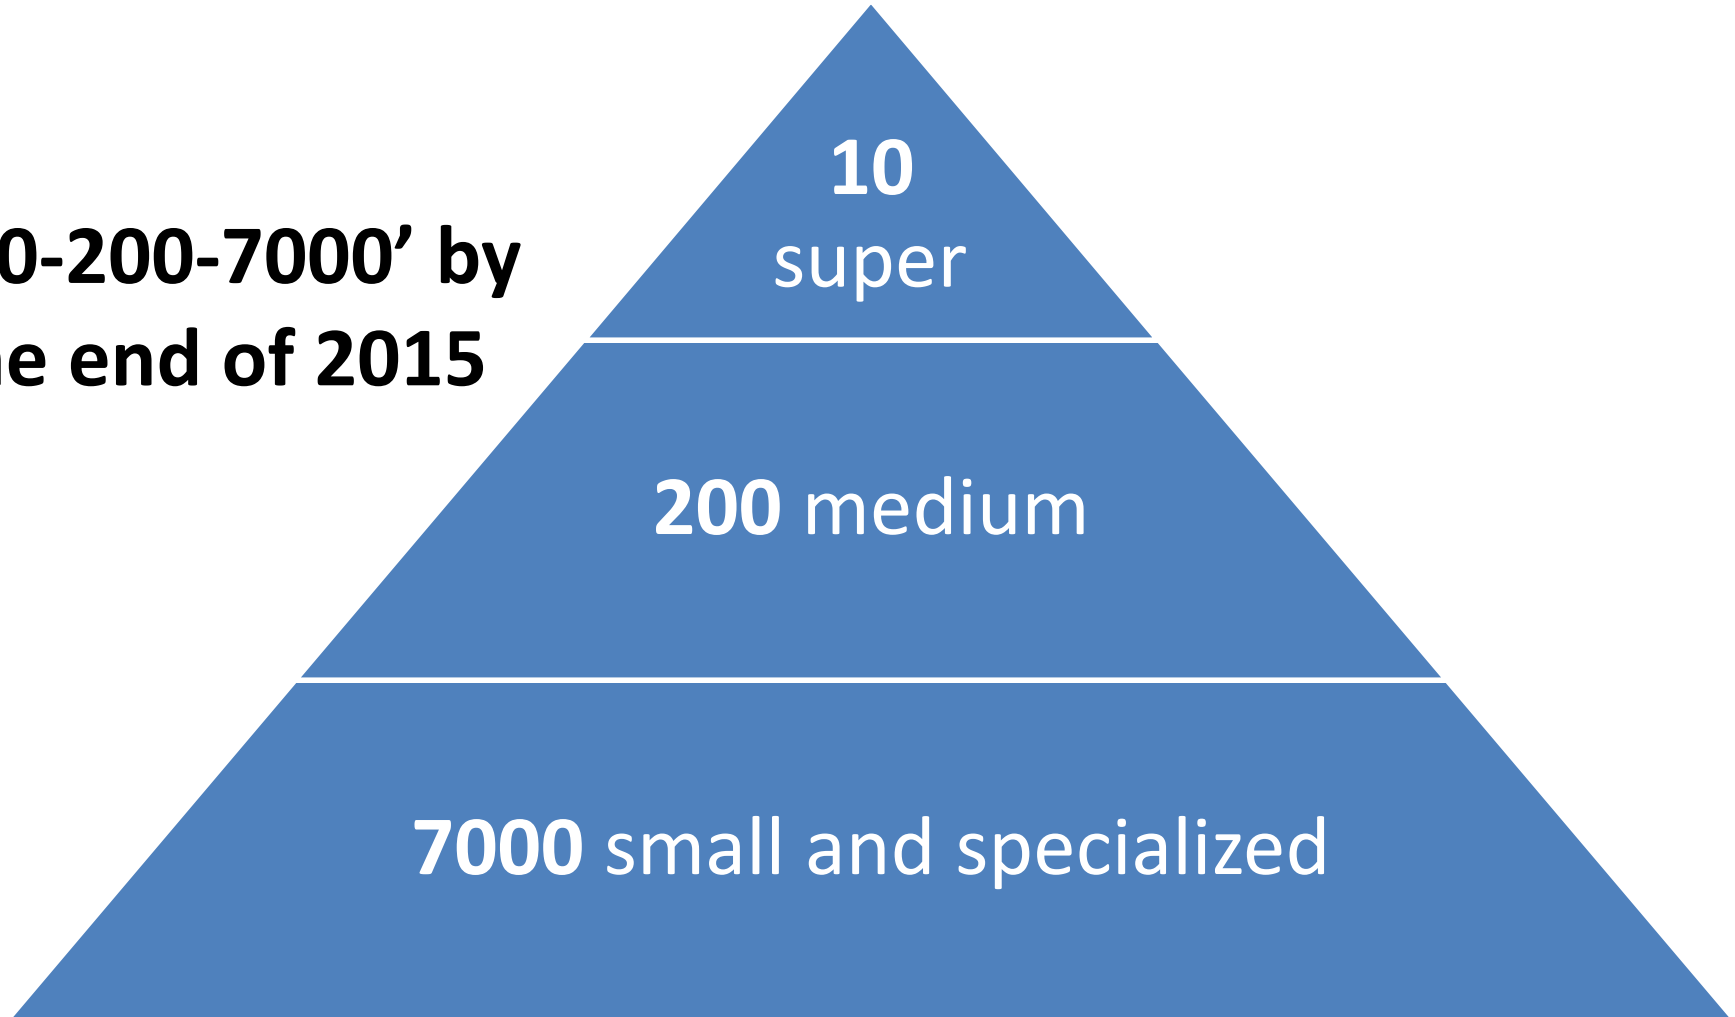 10
super
0-200-7000’ by
e end of 2015
200 medium
7000 small and specialized